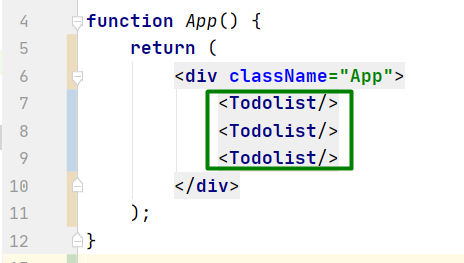 4 function App() {
5 return (
6 <div className="App">
7 <Todolist/>
8 <Todolist/>
9 <Todolist/>
10 </div>
11 );
12 }